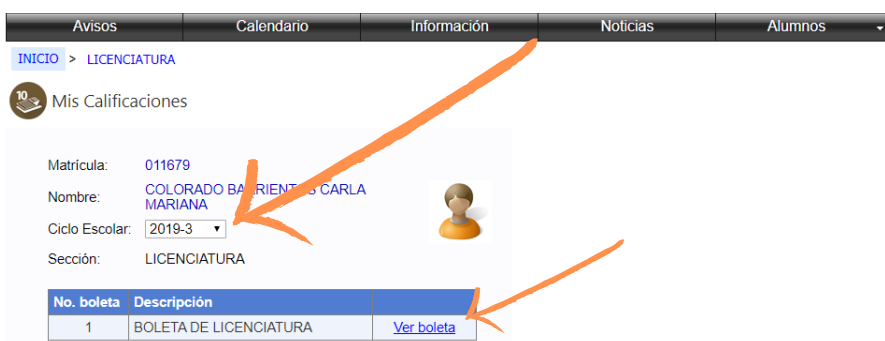 Avisos Calendario Información Noticias Alumnos
INICIO > LICENCIATURA
10
Mis Calificaciones
Matrícula: 011679
Nombre: COLORADO BARRIENTOS CARLA
MARIANA
Ciclo Escolar: 2019-3
Sección: LICENCIATURA
No. boleta Descripción
1 BOLETA DE LICENCIATURA Ver boleta